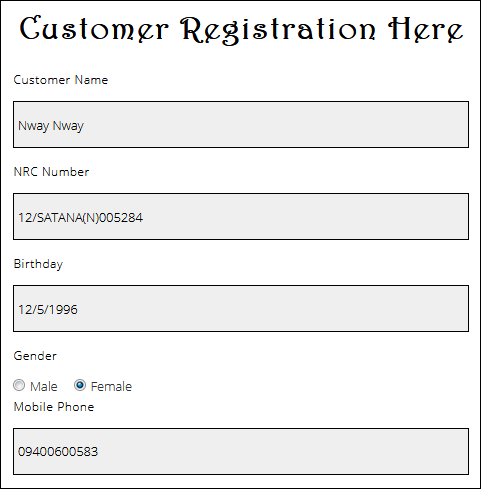 Customer Registration Here
Customer Name
Nway Nway
NRC Number
12/SATANA(N)005284
Birthday
12/5/1996
Gender
Male Female
Mobile Phone
09400600583